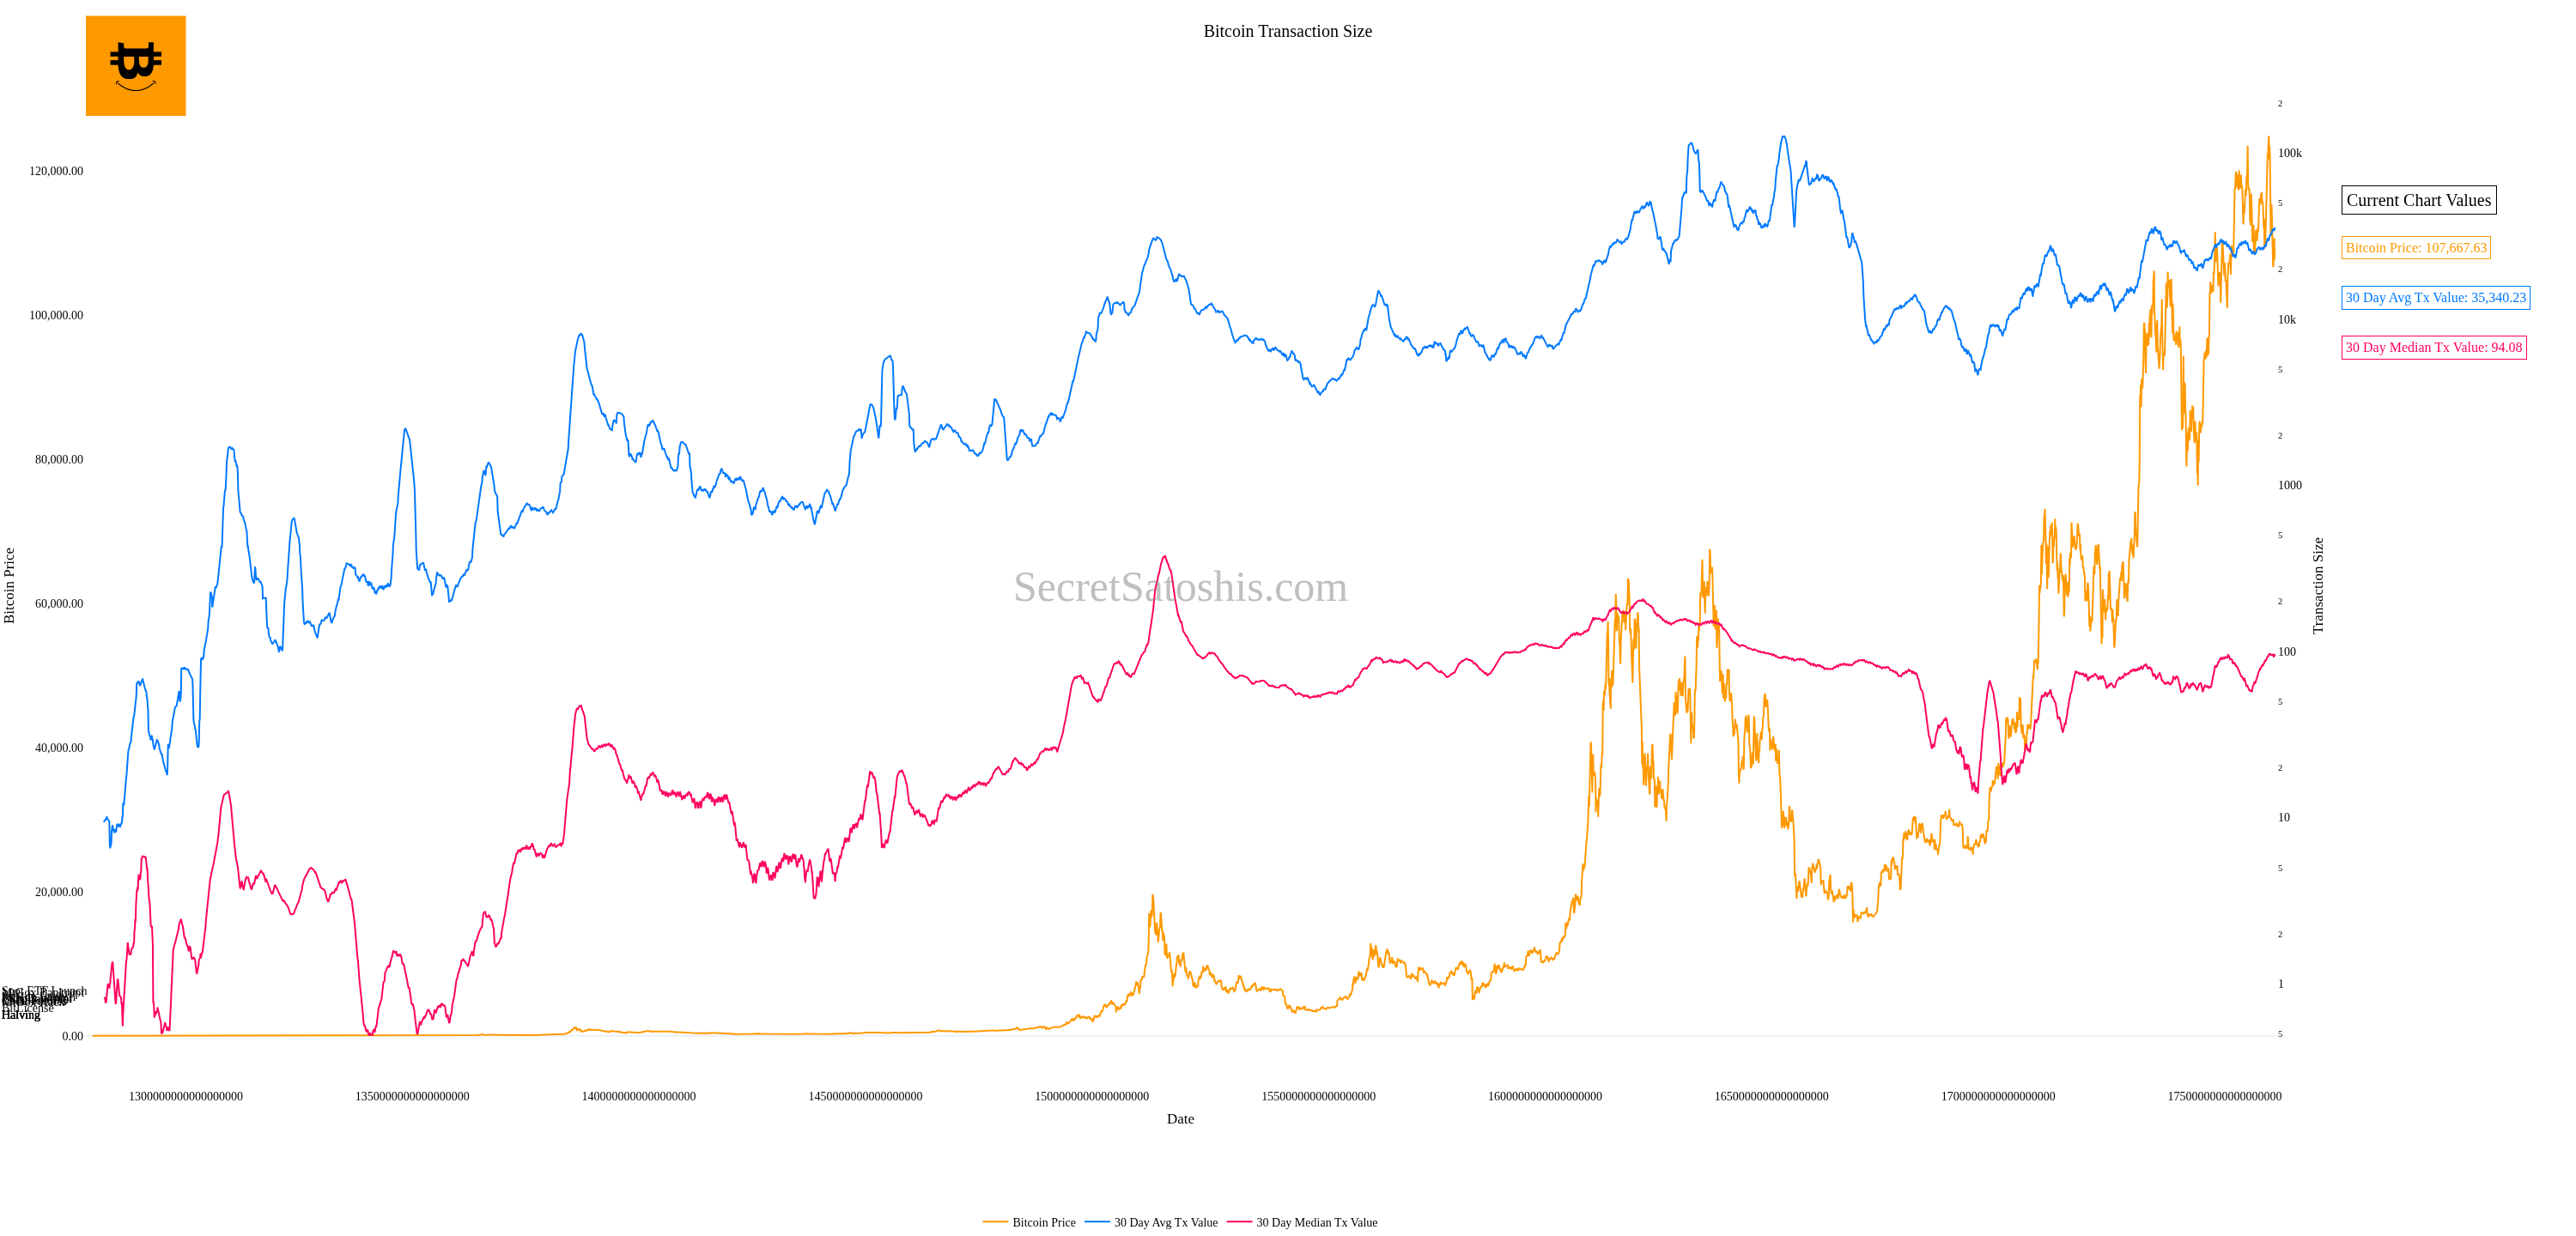 Bitcoin Transaction Size
2
120,000.00
100k
Current Chart Values
5
Bitcoin Price: 107,667.63
2
30 Day Avg Tx Value: 35,340.23
100,000.00
10k
30 Day Median Tx Value: 94.08
5
2
80,000.00
1000
5
Bitcoin Price
SecretSatoshis.com
Transaction Size
60,000.00
2
100
5
40,000.00
2
10
5
20,000.00
2
1
Halving
0.00
5
1300000000000000000
1350000000000000000
1400000000000000000
1450000000000000000
1500000000000000000
1550000000000000000
1600000000000000000
1650000000000000000
1700000000000000000
1750000000000000000
Date
Bitcoin Price
30 Day Avg Tx Value
30 Day Median Tx Value